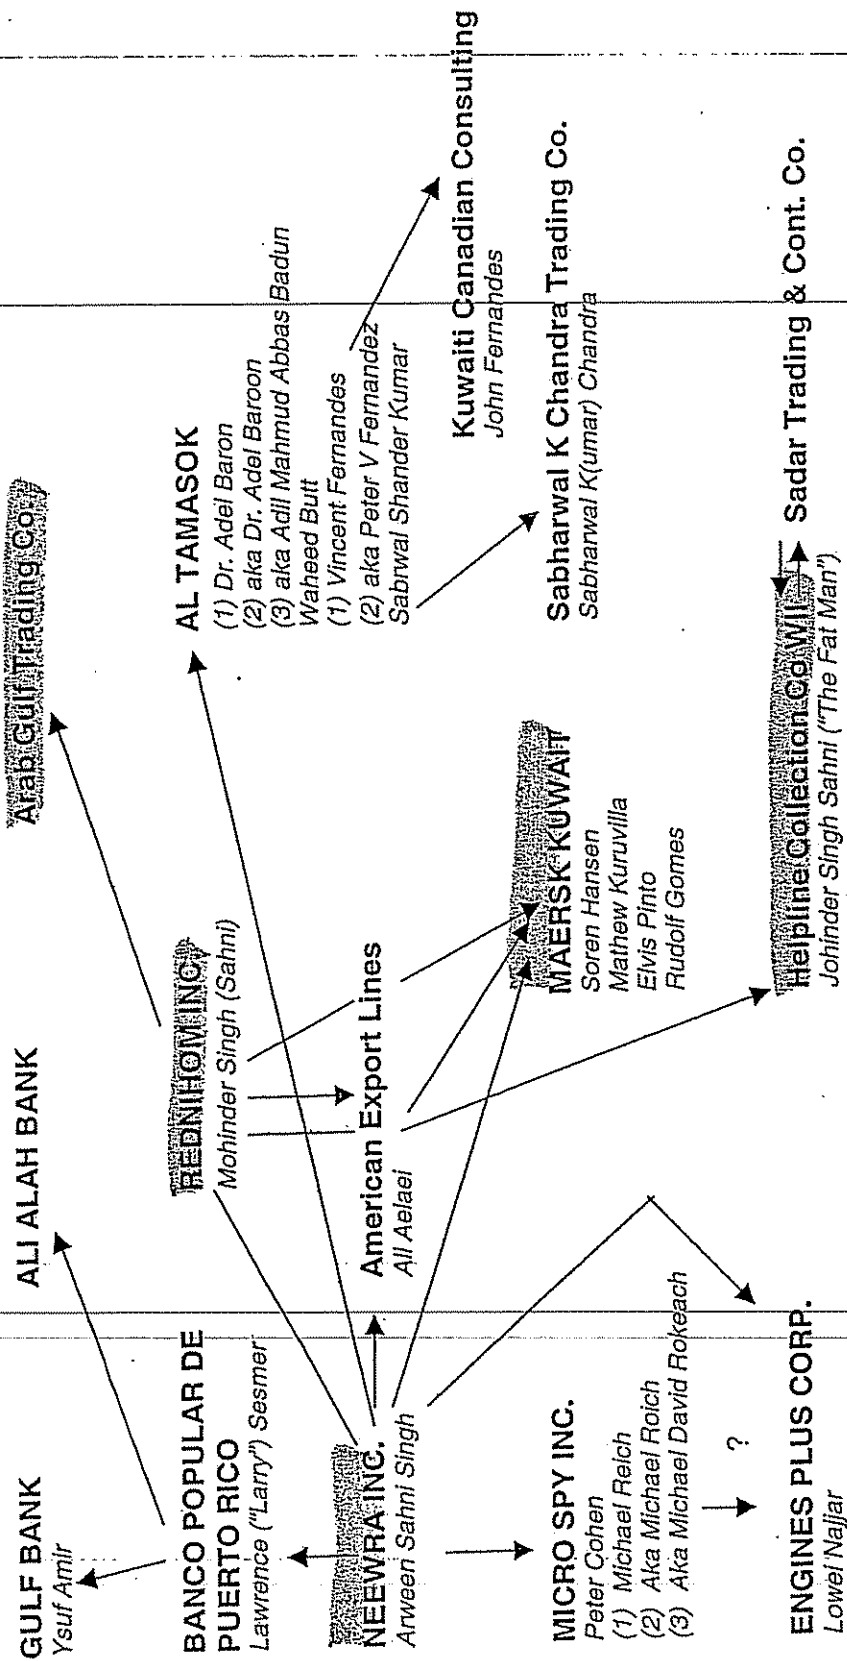 GULF BANK
Ysuf Amir
ALI ALAH BANK
Arab Gulf Trading Co.
BANCO POPULAR DE
PUERTO RICO
Lawrence ("Larry") Sesmer
REDNIHOM INC.
Mohinder Singh (Sahni)
AL TAMASOK
(1) Dr. Adel Baron
(2) aka Dr. Adel Baroon
(3) aka Adil Mahmud Abbas Badun
Waheed Butt
(1) Vincent Fernandes
(2) aka Peter V Fernandez
Sabrwal Shander Kumar
NEEWRA INC.
Arween Sahni Singh
American Export Lines
Ali Aelaei
Kuwaiti Canadian Consulting
John Fernandes
MICRO SPY INC.
Peter Cohen
(1) Michael Reich
(2) Aka Michael Roich
(3) Aka Michael David Rokeach
?
MAERSK KUWAIT
Soren Hansen
Mathew Kuruvilla
Elvis Pinto
Rudolf Gomes
Sabharwal K Chandra Trading Co.
Sabharwal K(umar) Chandra
ENGINES PLUS CORP.
Lowel Najjar
Helpline Collection Co Wll
Johinder Singh Sahni ("The Fat Man")
Sadar Trading & Cont. Co.